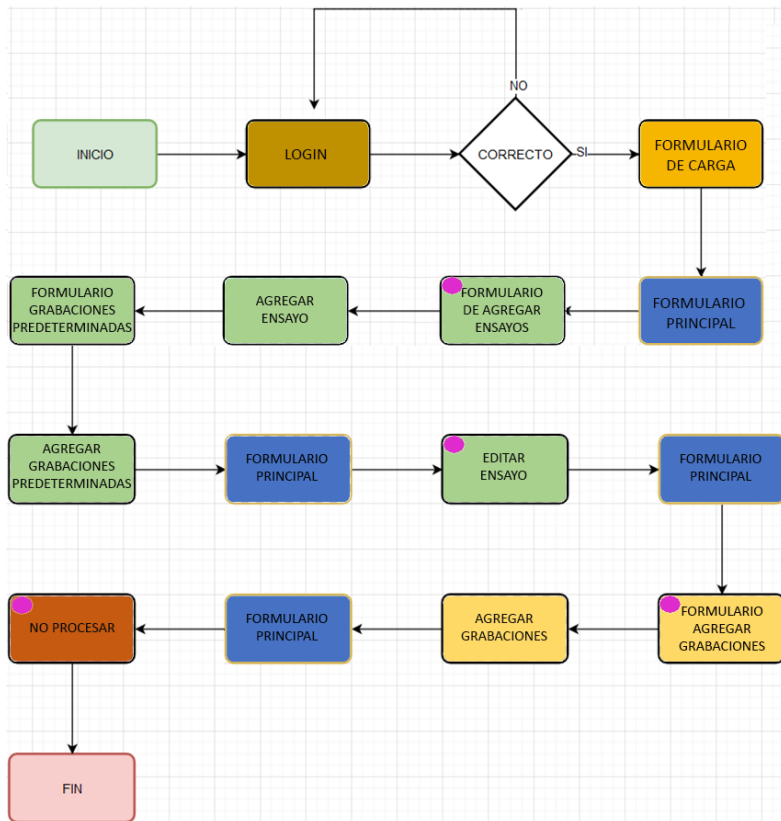 NO
INICIO
LOGIN
CORRECTO
SI
FORMULARIO
DE CARGA
FORMULARIO
GRABACIONES
PREDETERMINADAS
AGREGAR
ENSAYO
FORMULARIO
DE AGREGAR
ENSAYOS
FORMULARIO
PRINCIPAL
AGREGAR
GRABACIONES
PREDETERMINADAS
FORMULARIO
PRINCIPAL
EDITAR
ENSAYO
FORMULARIO
PRINCIPAL
NO PROCESAR
FORMULARIO
PRINCIPAL
AGREGAR
GRABACIONES
FORMULARIO
AGREGAR
GRABACIONES
FIN